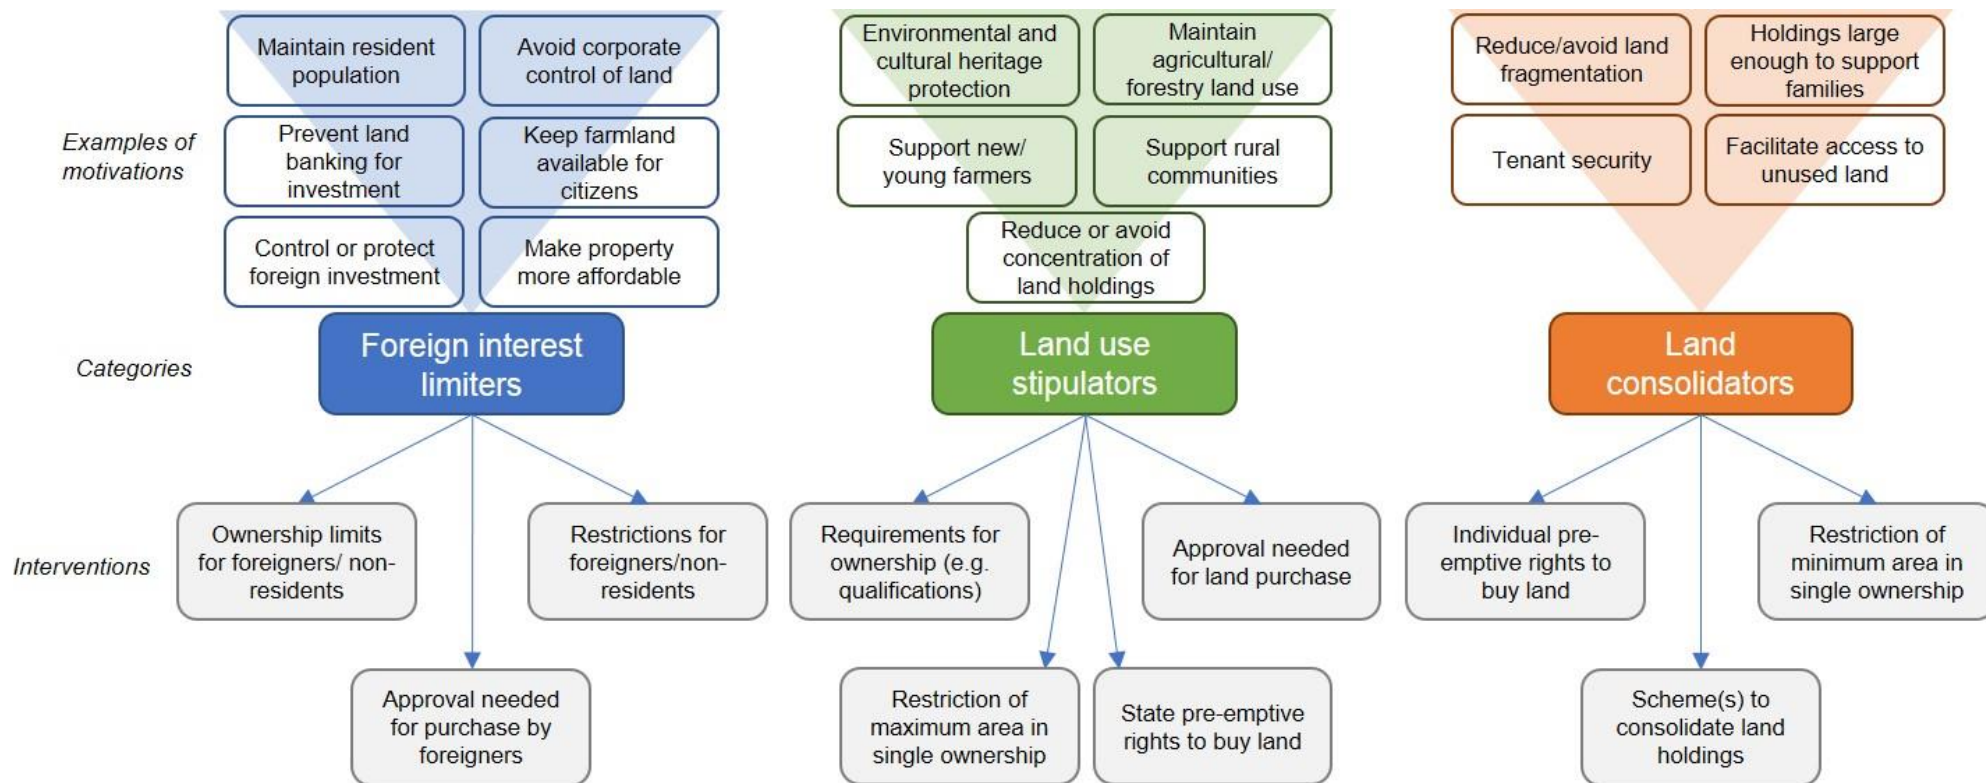 Examples of
motivations
Maintain resident
population
Avoid corporate
control of land
Prevent land
banking for
investment
Keep farmland
available for
citizens
Control or protect
foreign investment
Make property
more affordable
Environmental and
cultural heritage
protection
Maintain
agricultural/
forestry land use
Support new/
young farmers
Support rural
communities
Reduce or avoid
concentration of
land holdings
Reduce/avoid land
fragmentation
Holdings large
enough to support
families
Tenant security
Facilitate access to
unused land
Categories
Foreign interest
limiters
Land use
stipulators
Land
consolidators
Interventions
Ownership limits
for foreigners/ non-
residents
Restrictions for
foreigners/non-
residents
Approval needed
for purchase by
foreigners
Requirements for
ownership (e.g.
qualifications)
Approval needed
for land purchase
Restriction of
maximum area in
single ownership
State pre-emptive
rights to buy land
Individual pre-
emptive rights to
buy land
Restriction of
minimum area in
single ownership
Scheme(s) to
consolidate land
holdings